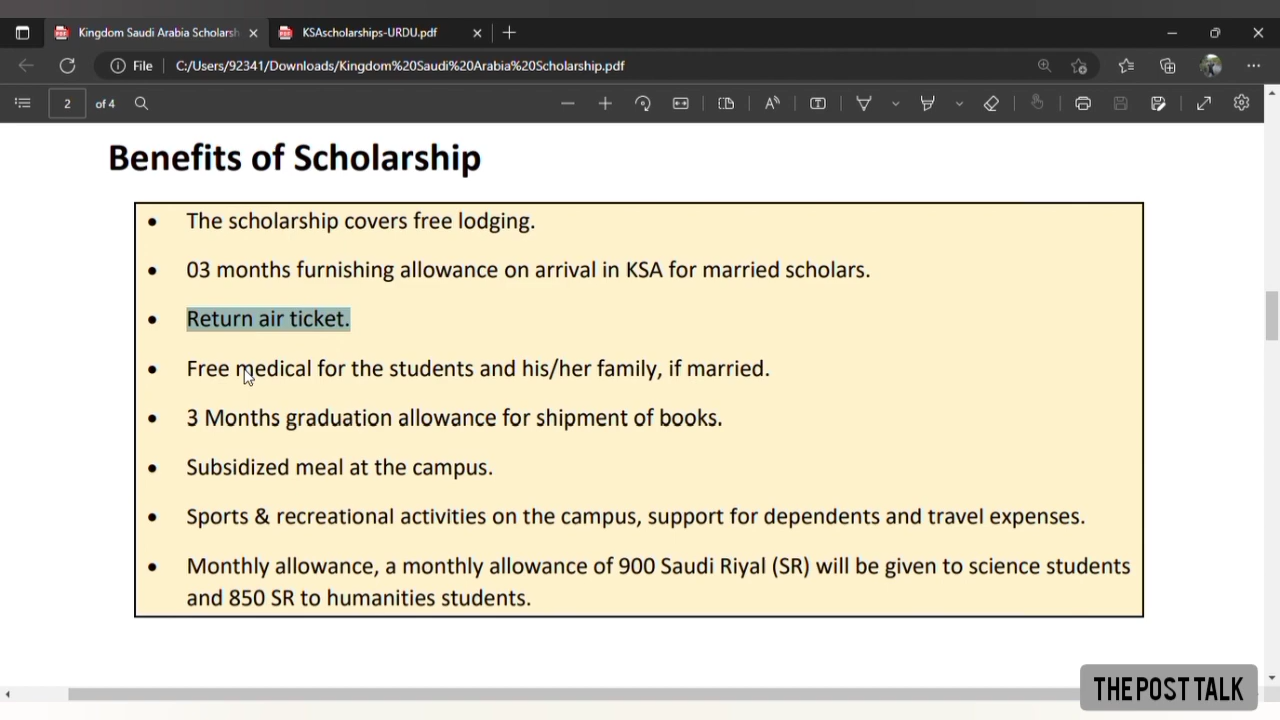 Kingdom Saudi Arabia Scholarsh
KSAscholarships-URDU.pdf
File
C:/Users/92341/Downloads/Kingdom%20Saudi%20Arabia%20Scholarship.pdf
2 of 4
Benefits of Scholarship
• The scholarship covers free lodging.
• 03 months furnishing allowance on arrival in KSA for married scholars.
• Return air ticket.
• Free medical for the students and his/her family, if married.
• 3 Months graduation allowance for shipment of books.
• Subsidized meal at the campus.
• Sports & recreational activities on the campus, support for dependents and travel expenses.
• Monthly allowance, a monthly allowance of 900 Saudi Riyal (SR) will be given to science students
and 850 SR to humanities students.
THE POST TALK